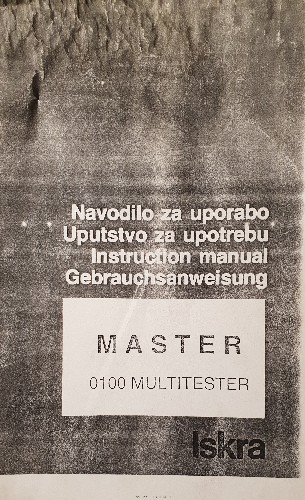 Navodilo za uporabo
Uputstvo za upotrebu
Instruction manual
Gebrauchsanweisung
MASTER
0100 MULTITESTER
Iskra